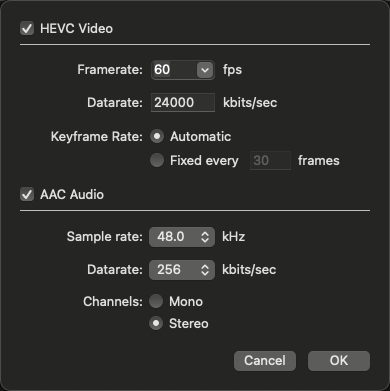 HEVC Video
Framerate: 60 fps
Datarate: 24000 kbits/sec
Keyframe Rate: Automatic
Fixed every 30 frames
AAC Audio
Sample rate: 48.0 kHz
Datarate: 256 kbits/sec
Channels: Mono
Stereo
Cancel OK